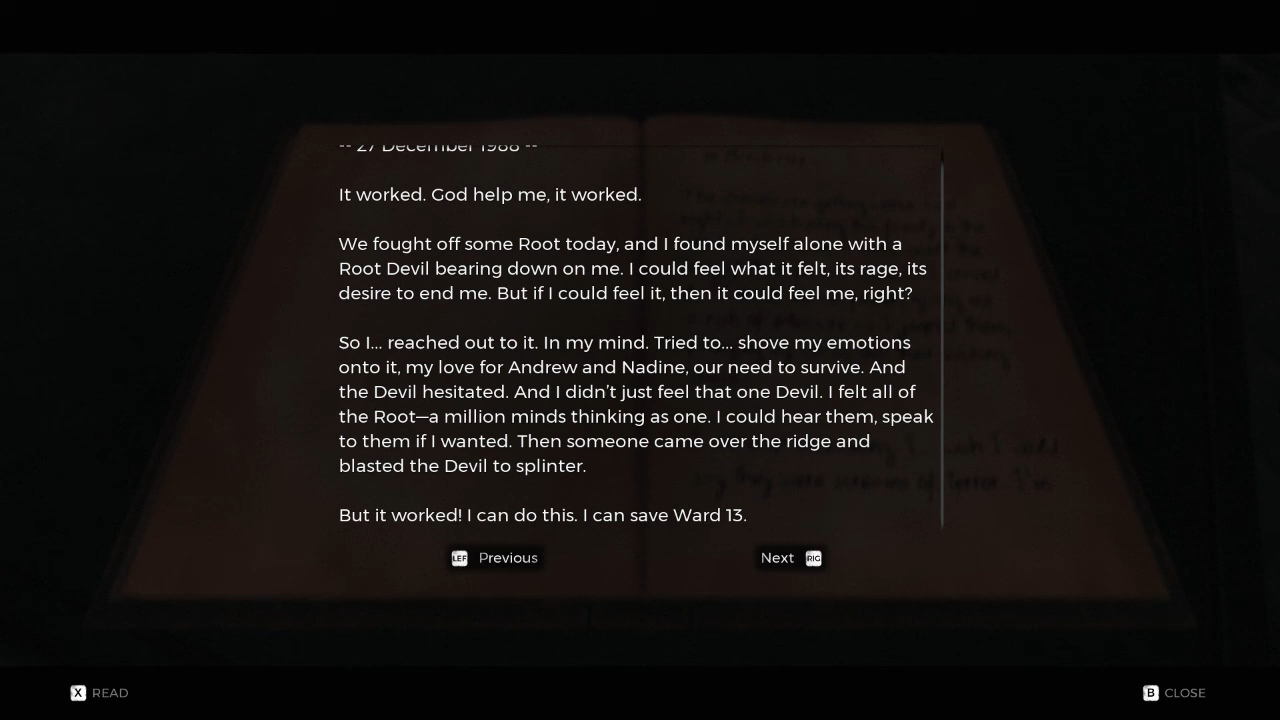 -- 27 December 1988 --
It worked. God help me, it worked.
We fought off some Root today, and I found myself alone with a
Root Devil bearing down on me. I could feel what it felt, its rage, its
desire to end me. But if I could feel it, then it could feel me, right?
So I... reached out to it. In my mind. Tried to... shove my emotions
onto it, my love for Andrew and Nadine, our need to survive. And
the Devil hesitated. And I didn't just feel that one Devil. I felt all of
the Root—a million minds thinking as one. I could hear them, speak
to them if I wanted. Then someone came over the ridge and
blasted the Devil to splinter.
But it worked! I can do this. I can save Ward 13.
LEF Previous
Next RIG
X READ
B CLOSE